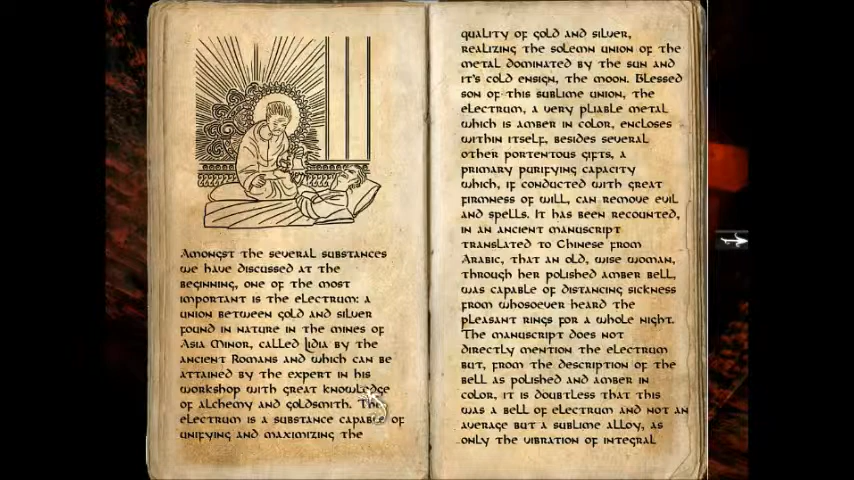 Amongst the several substances
we have discussed at the
beginning, one of the most
important is the electrum: a
union between gold and silver
found in nature in the mines of
Asia Minor, called Lidia by the
ancient Romans and which can be
attained by the expert in his
workshop with great knowledge
of alchemy and goldsmith. The
electrum is a substance capable of
unifying and maximizing the
quality of gold and silver,
realizing the solemn union of the
metal dominated by the sun and
it's cold ensign, the moon. Blessed
son of this sublime union, the
electrum, a very pliable metal
which is amber in color, encloses
within itself, besides several
other portentous gifts, a
primary purifying capacity
which, if conducted with great
firmness of will, can remove evil
and spells. It has been recounted,
in an ancient manuscript
translated to Chinese from
Arabic, that an old, wise woman,
through her polished amber bell,
was capable of distancing sickness
from whosoever heard the
pleasant rings for a whole night.
The manuscript does not
directly mention the electrum
but, from the description of the
bell as polished and amber in
color, it is doubtless that this
was a bell of electrum and not an
average but a sublime alloy, as
only the vibration of integral